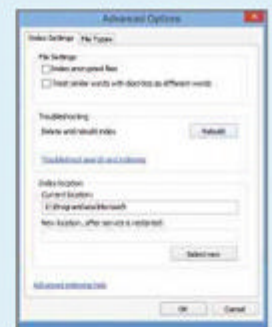 Advanced Options
Index Settings File Types
File Settings
Index encrypted files
Treat similar words with diacritics as different words
Troubleshooting
Delete and rebuild index Rebuild
Troubleshoot search and indexing
Index location
Current location:
C:\ProgramData\Microsoft
New location, after service is restarted:
Select new
Advanced indexing help
OK Cancel